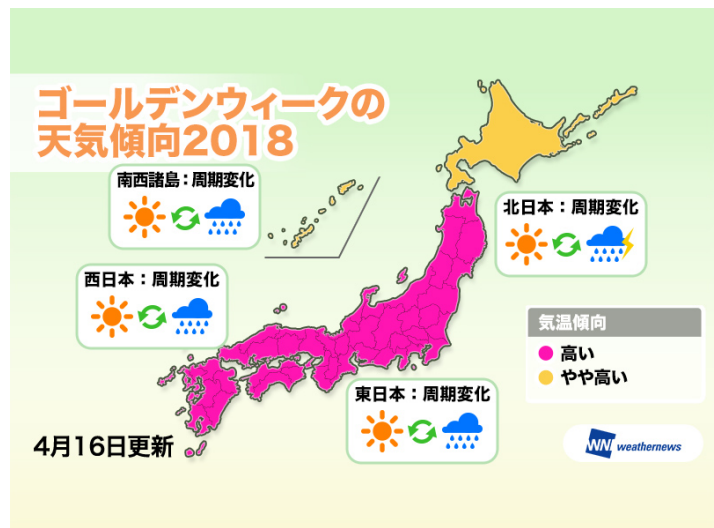 ゴールデンウィークの
天気傾向2018
南西諸島：周期変化
北日本：周期変化
西日本：周期変化
気温傾向
高い
やや高い
東日本：周期変化
4月16日更新
WNI weathernews